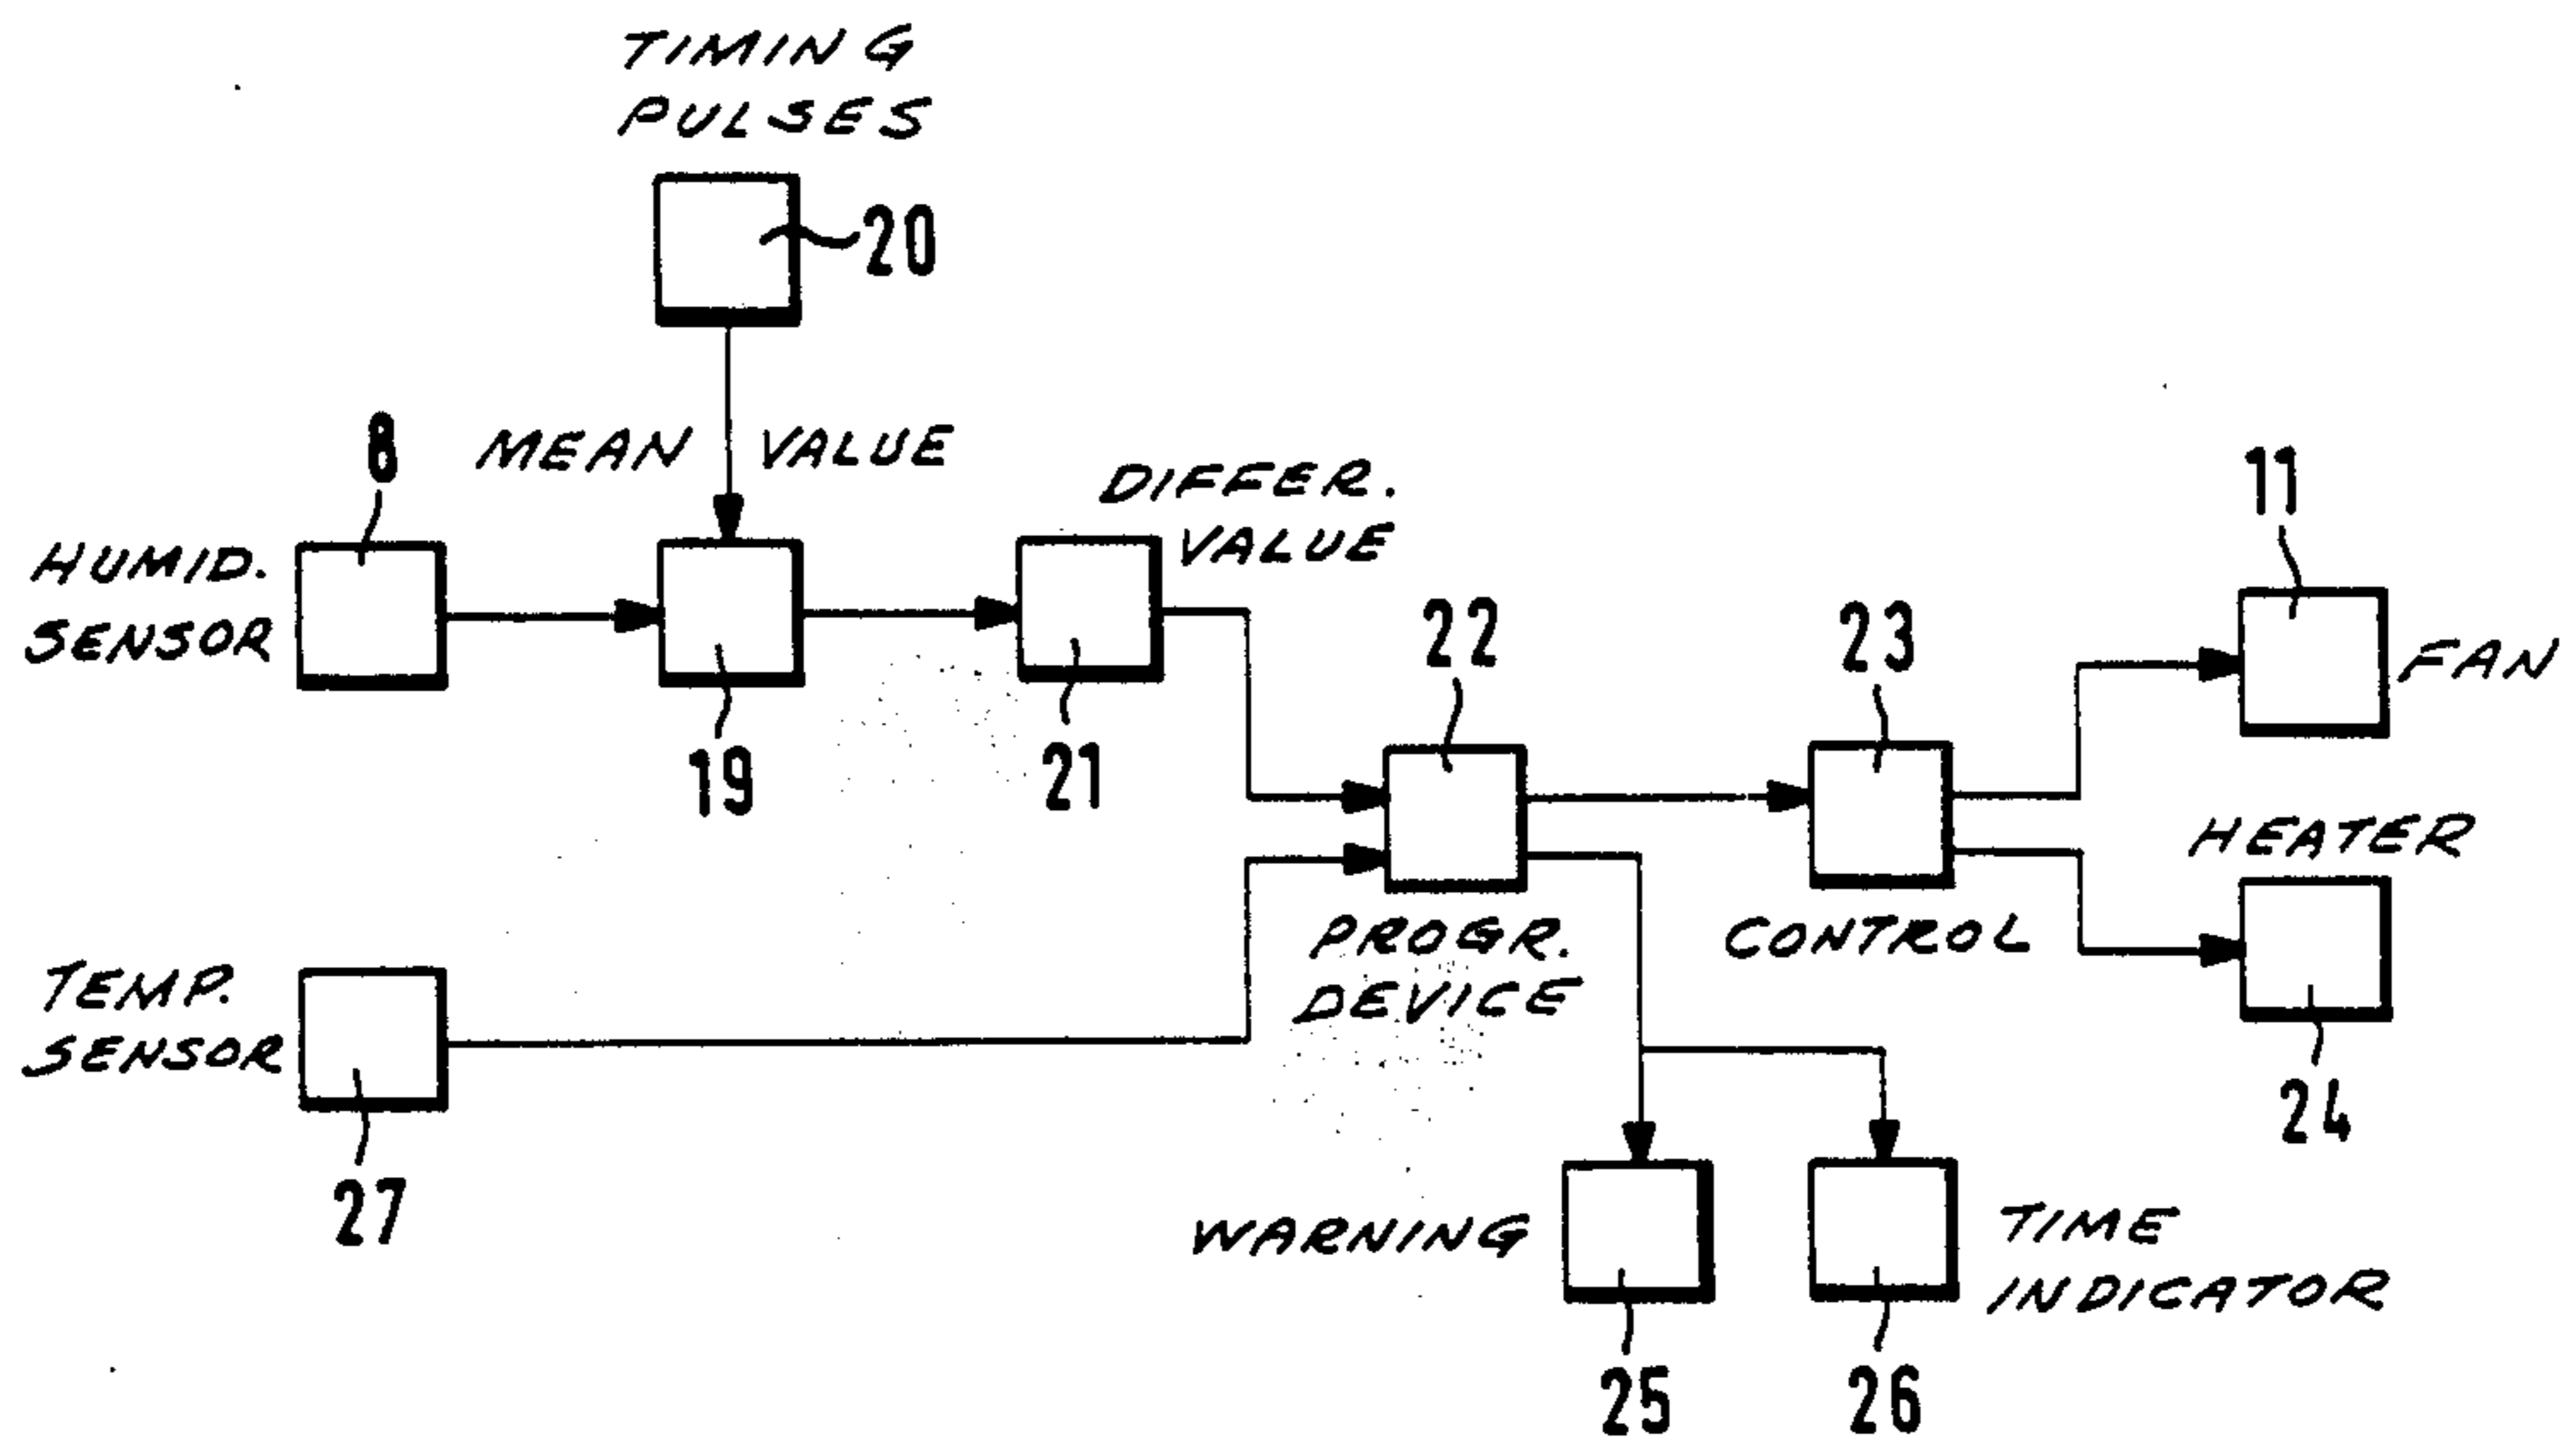 TIMING
PULSES
20
8
MEAN VALUE
DIFFER.
VALUE
11
HUMID.
SENSOR
22
23
FAN
19
21
HEATER
PROGR.
DEVICE
CONTROL
TEMP.
SENSOR
24
27
WARNING
TIME
INDICATOR
25
26